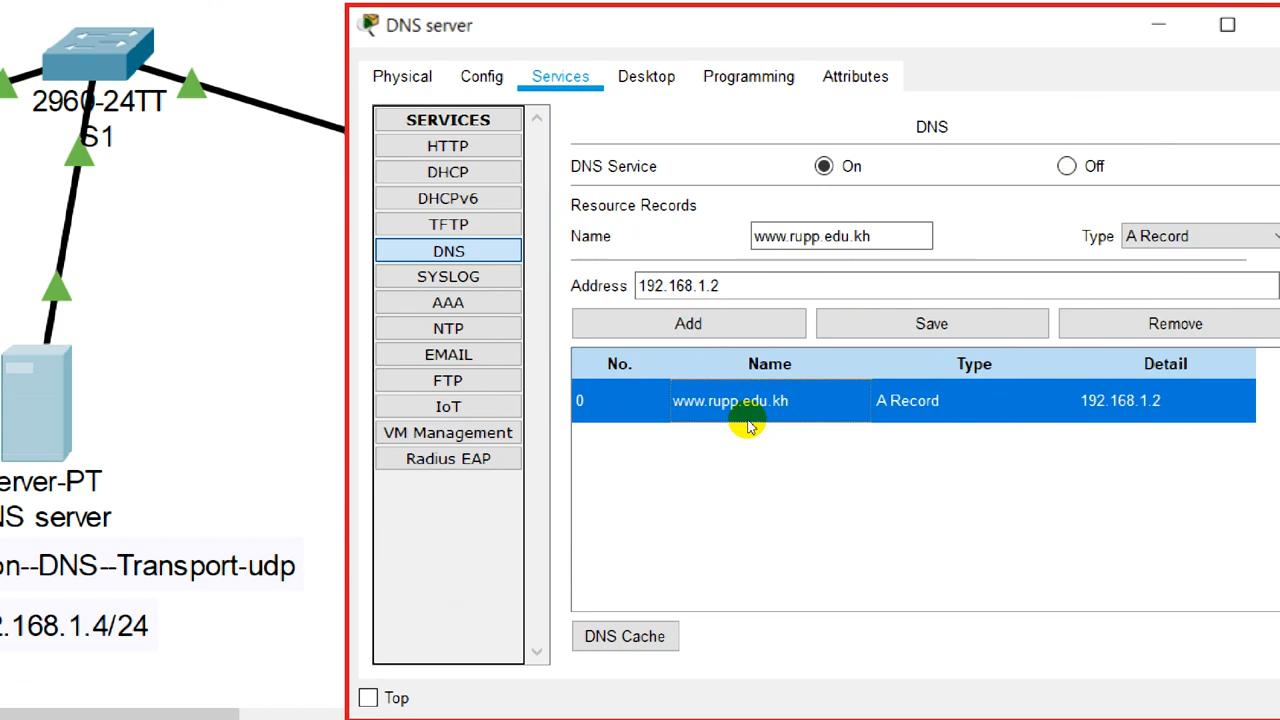 2960-24TT
S1
erver-PT
NS server
on--DNS--Transport-udp
2.168.1.4/24
DNS server
Physical Config Services Desktop Programming Attributes
SERVICES
HTTP
DHCP
DHCPv6
TFTP
DNS
SYSLOG
AAA
NTP
EMAIL
FTP
IoT
VM Management
Radius EAP
DNS
DNS Service On Off
Resource Records
Name www.rupp.edu.kh Type A Record
Address 192.168.1.2
Add Save Remove
No. Name Type Detail
0 www.rupp.edu.kh A Record 192.168.1.2
DNS Cache
Top